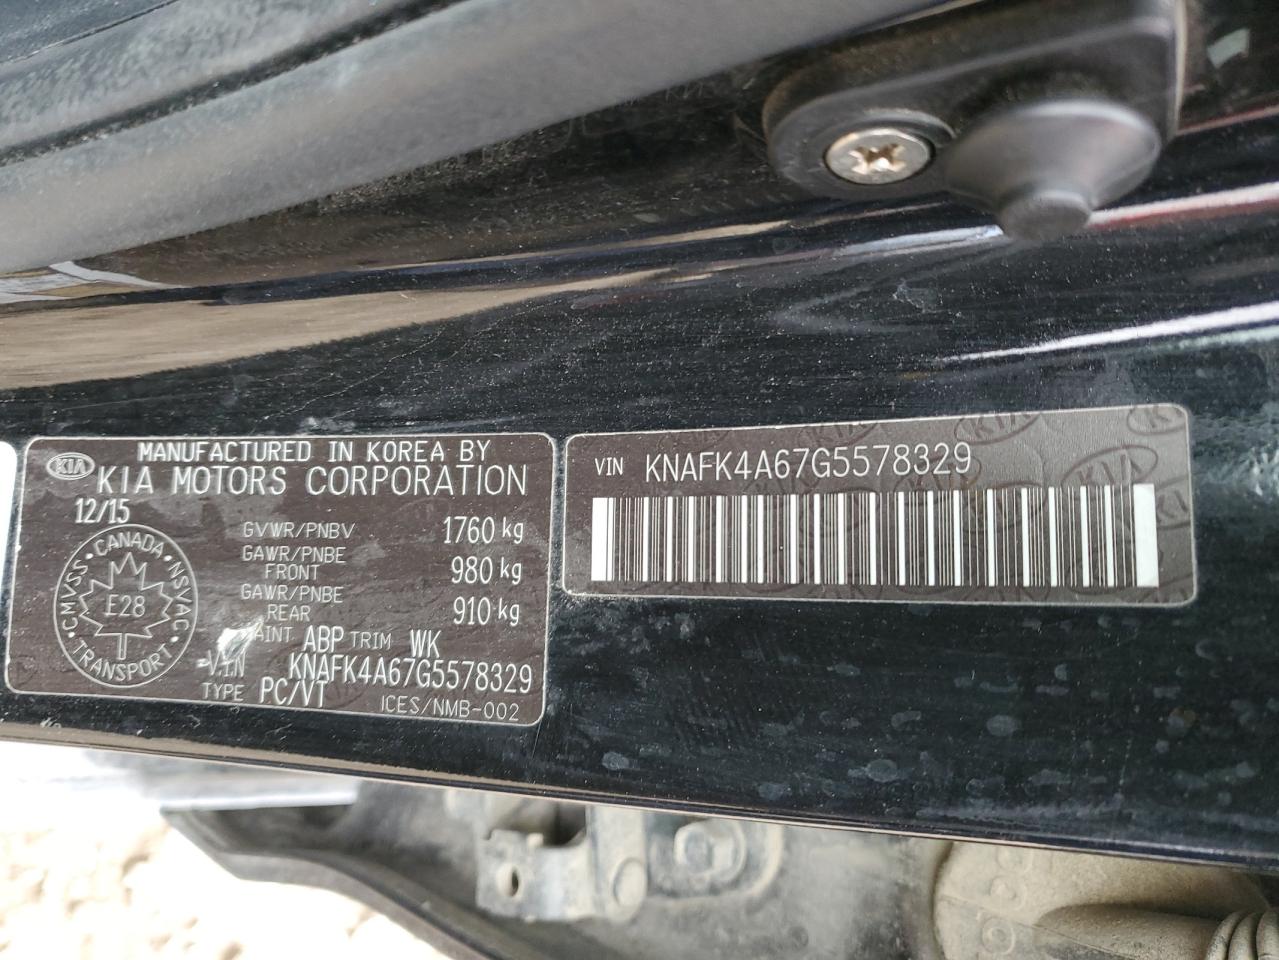 KIA
MANUFACTURED IN KOREA BY
KIA MOTORS CORPORATION
12/15
GVWR/PNBV 1760 kg
GAWR/PNBE
FRONT 980 kg
GAWR/PNBE
REAR 910 kg
AINT ABP TRIM WK
V.I.N KNAFK4A67G5578329
TYPE PC/VT
ICES/NMB-002
CANADA · NSVAC · TRANSPORT · CMVSS ·
E28
VIN KNAFK4A67G5578329
KIA